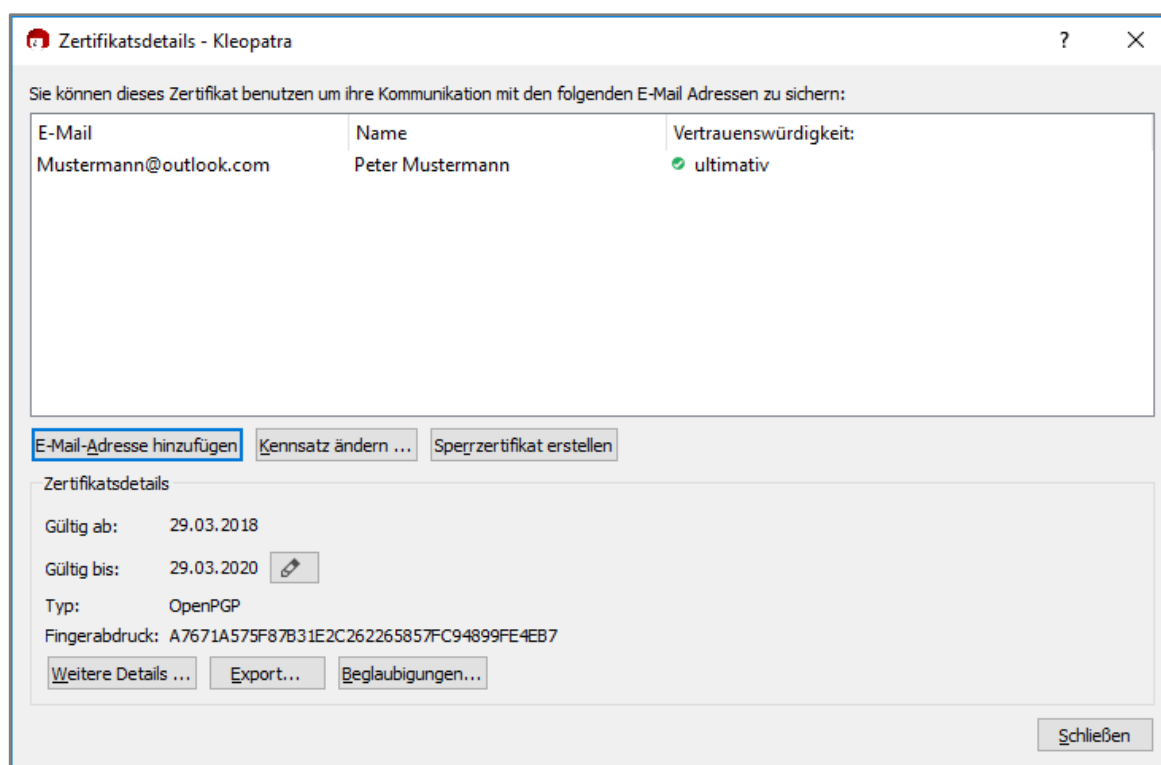 Zertifikatsdetails - Kleopatra
Sie können dieses Zertifikat benutzen um ihre Kommunikation mit den folgenden E-Mail Adressen zu sichern:
E-Mail Name Vertrauenswürdigkeit:
Mustermann@outlook.com Peter Mustermann ultimativ
E-Mail-Adresse hinzufügen Kennsatz ändern ... Sperrzertifikat erstellen
Zertifikatsdetails
Gültig ab: 29.03.2018
Gültig bis: 29.03.2020
Typ: OpenPGP
Fingerabdruck: A7671A575F87B31E2C262265857FC94899FE4EB7
Weitere Details ... Export... Beglaubigungen...
Schließen